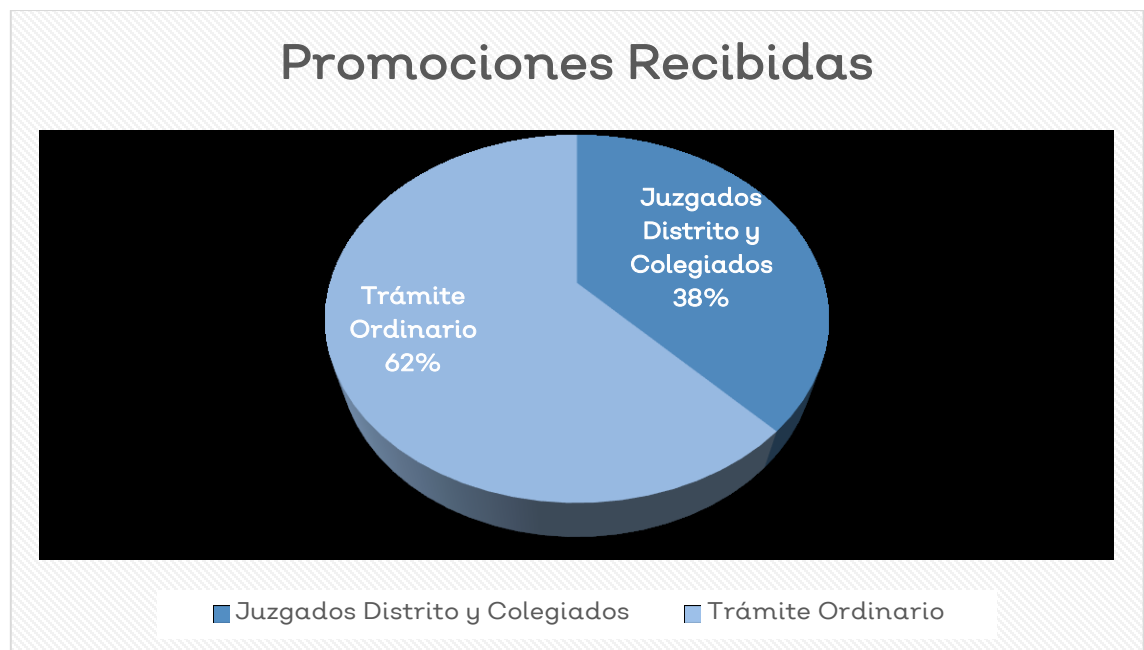 Promociones Recibidas
Juzgados
Distrito y
Colegiados
38%
Trámite
Ordinario
62%
Juzgados Distrito y Colegiados
Trámite Ordinario